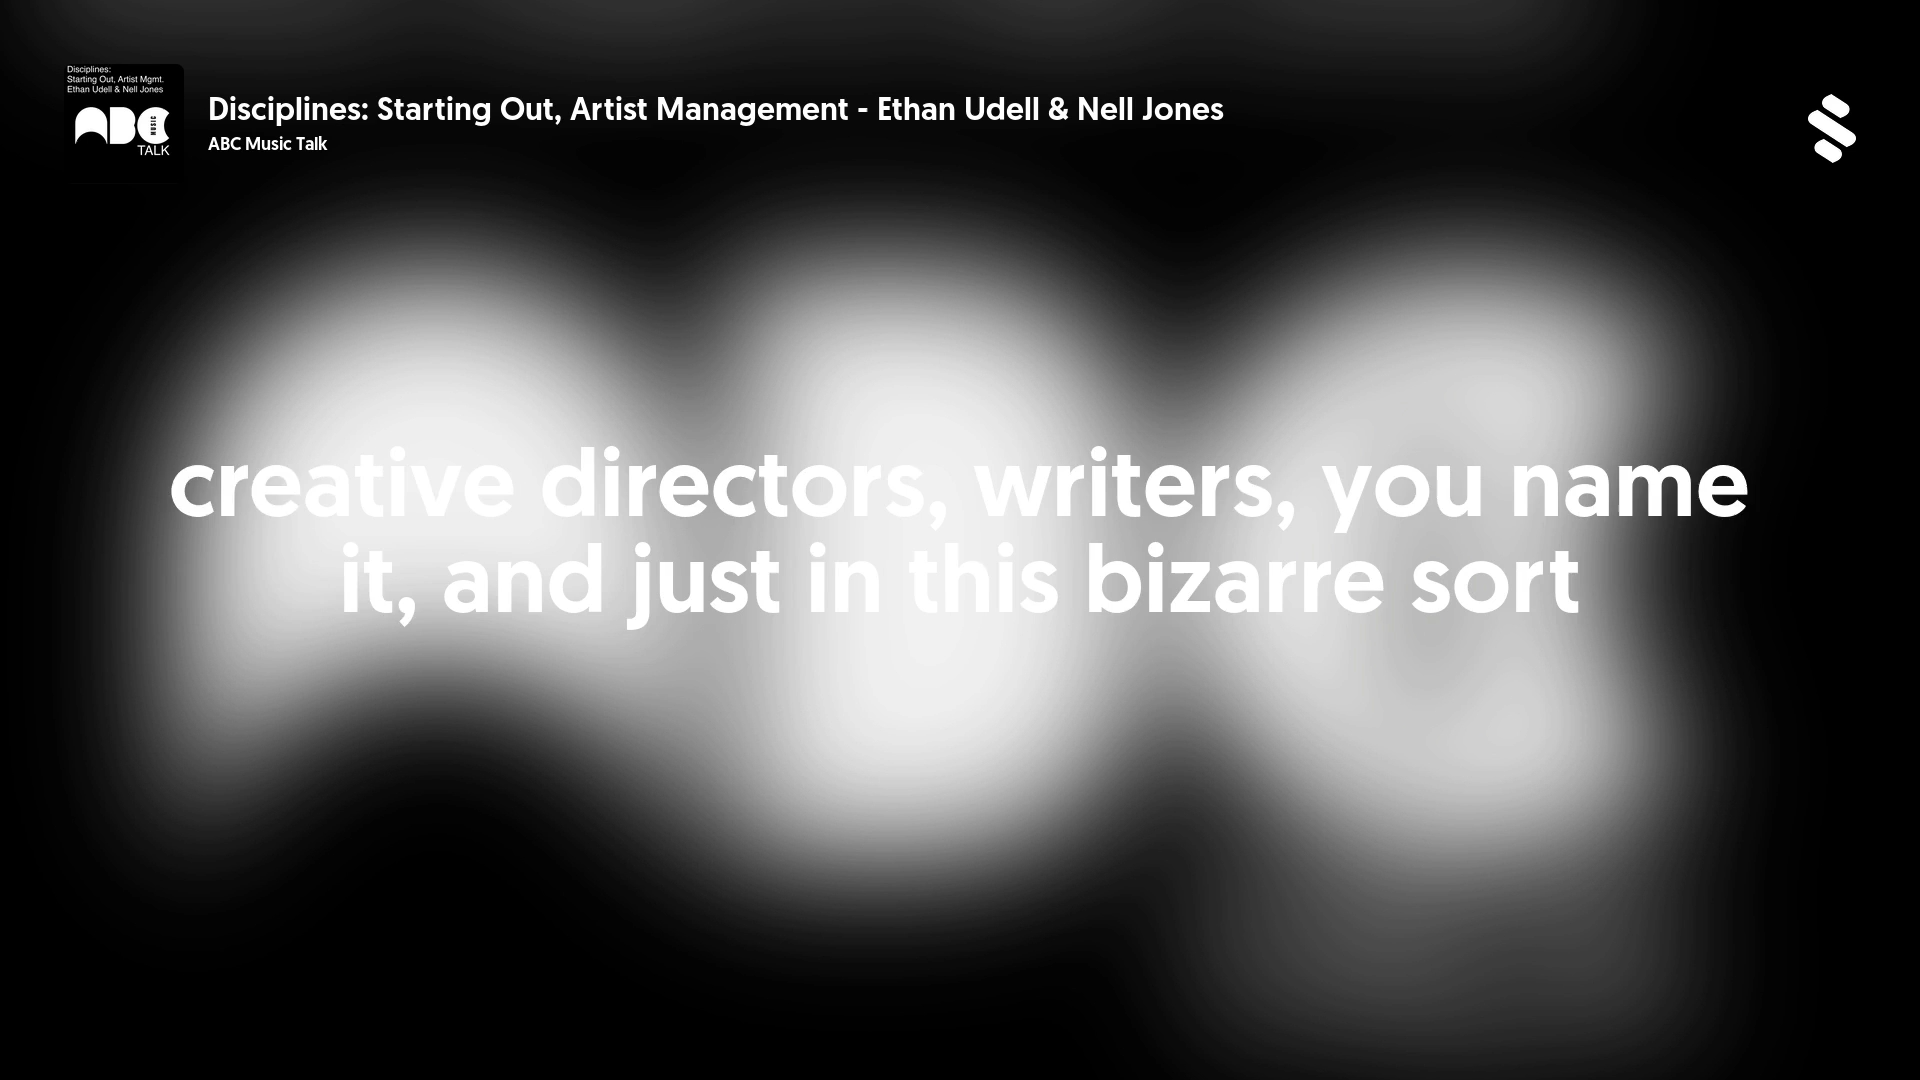 Disciplines:
Starting Out, Artist Mgmt.
Ethan Udell & Nell Jones
ABC MUSIC
TALK
Disciplines: Starting Out, Artist Management - Ethan Udell & Nell Jones
ABC Music Talk
creative directors, writers, you name
it, and just in this bizarre sort